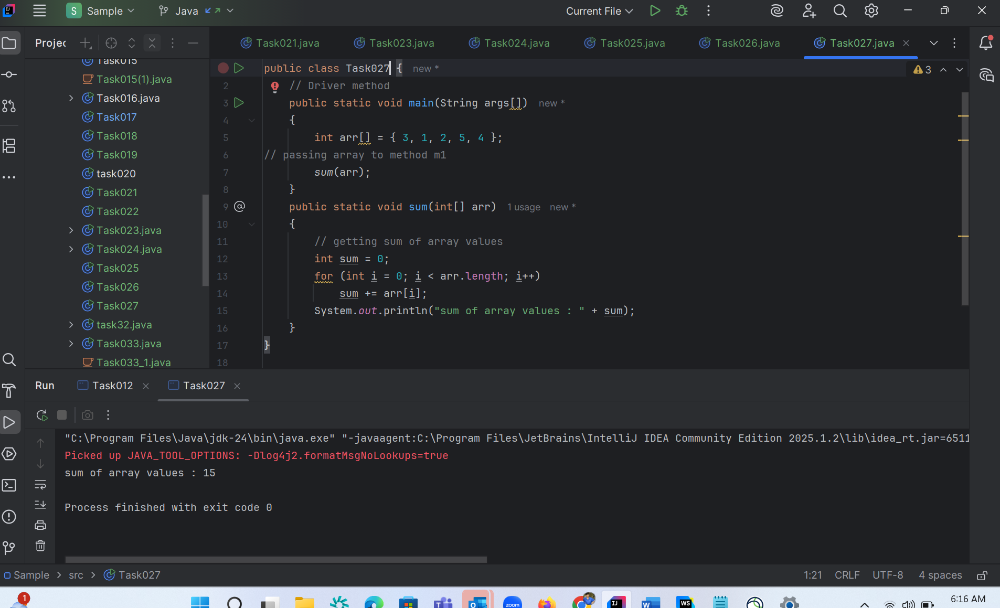 S Sample Java Current File
Project
Task021.java Task023.java Task024.java Task025.java Task026.java Task027.java
Task015
Task015(1).java
Task016.java
Task017
Task018
Task019
task020
Task021
Task022
Task023.java
Task024.java
Task025
Task026
Task027
task32.java
Task033.java
Task033_1.java
public class Task027 { new *
3
2 // Driver method
3 public static void main(String args[]) new *
4 {
5 int arr[] = { 3, 1, 2, 5, 4 };
6 // passing array to method m1
7 sum(arr);
8 }
9 @ public static void sum(int[] arr) 1 usage new *
10 {
11 // getting sum of array values
12 int sum = 0;
13 for (int i = 0; i < arr.length; i++)
14 sum += arr[i];
15 System.out.println("sum of array values : " + sum);
16 }
17 }
18
Run Task012 Task027
"C:\Program Files\Java\jdk-24\bin\java.exe" "-javaagent:C:\Program Files\JetBrains\IntelliJ IDEA Community Edition 2025.1.2\lib\idea_rt.jar=6511
Picked up JAVA_TOOL_OPTIONS: -Dlog4j2.formatMsgNoLookups=true
sum of array values : 15
Process finished with exit code 0
Sample > src > Task027 1:21 CRLF UTF-8 4 spaces
1 zoom IJ W WS 6:16 AM